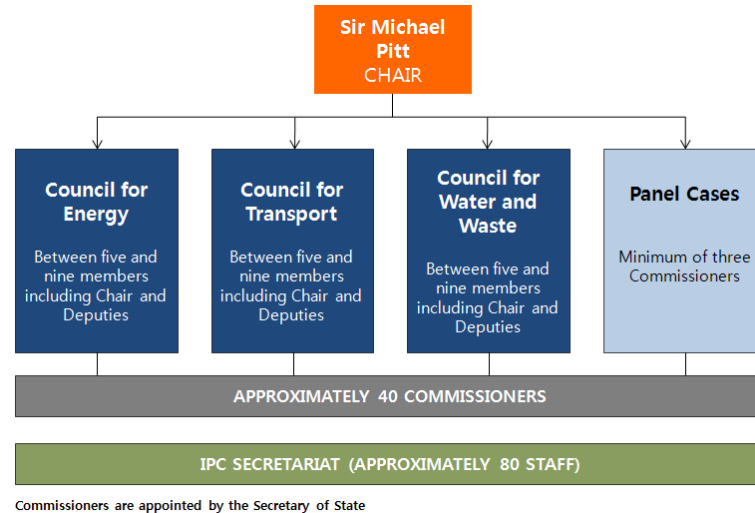 Sir Michael
Pitt
CHAIR
Council for
Energy
Between five and
nine members
including Chair and
Deputies
Council for
Transport
Between five and
nine members
including Chair and
Deputies
Council for
Water and
Waste
Between five and
nine members
including Chair and
Deputies
Panel Cases
Minimum of three
Commissioners
APPROXIMATELY 40 COMMISSIONERS
IPC SECRETARIAT (APPROXIMATELY 80 STAFF)
Commissioners are appointed by the Secretary of State